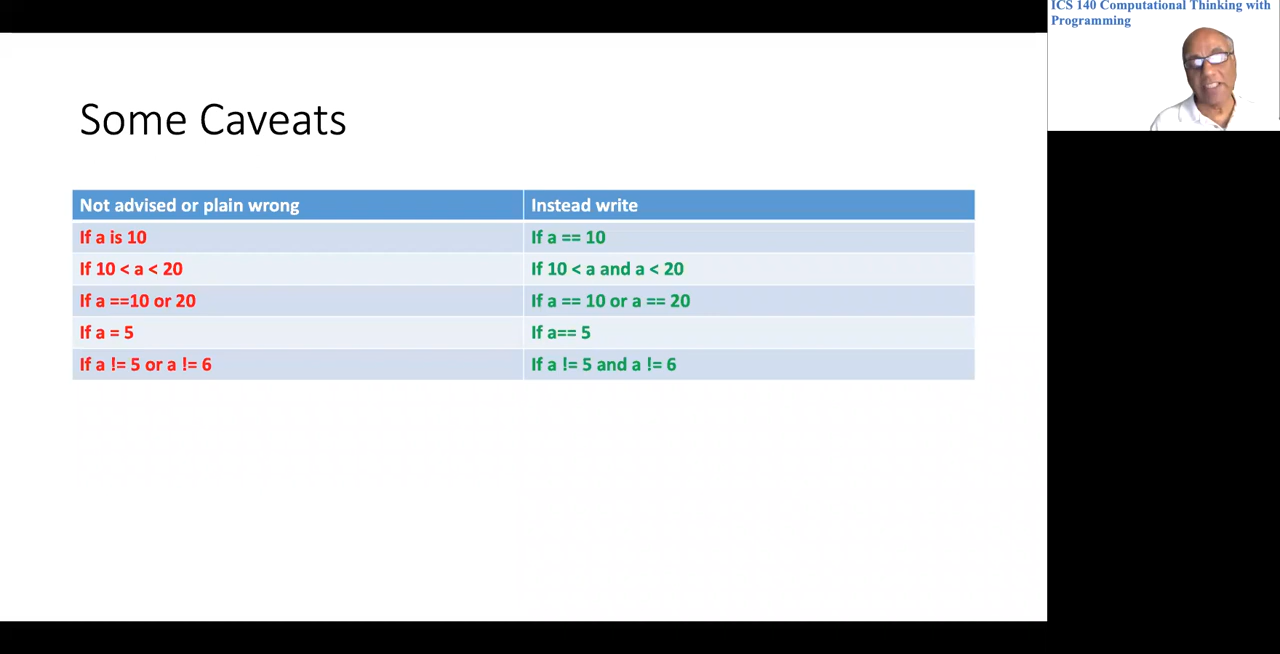 ICS 140 Computational Thinking with
Programming
Some Caveats
Not advised or plain wrong
Instead write
If a is 10
If a == 10
If 10 < a < 20
If 10 < a and a < 20
If a ==10 or 20
If a == 10 or a == 20
If a = 5
If a== 5
If a != 5 or a != 6
If a != 5 and a != 6